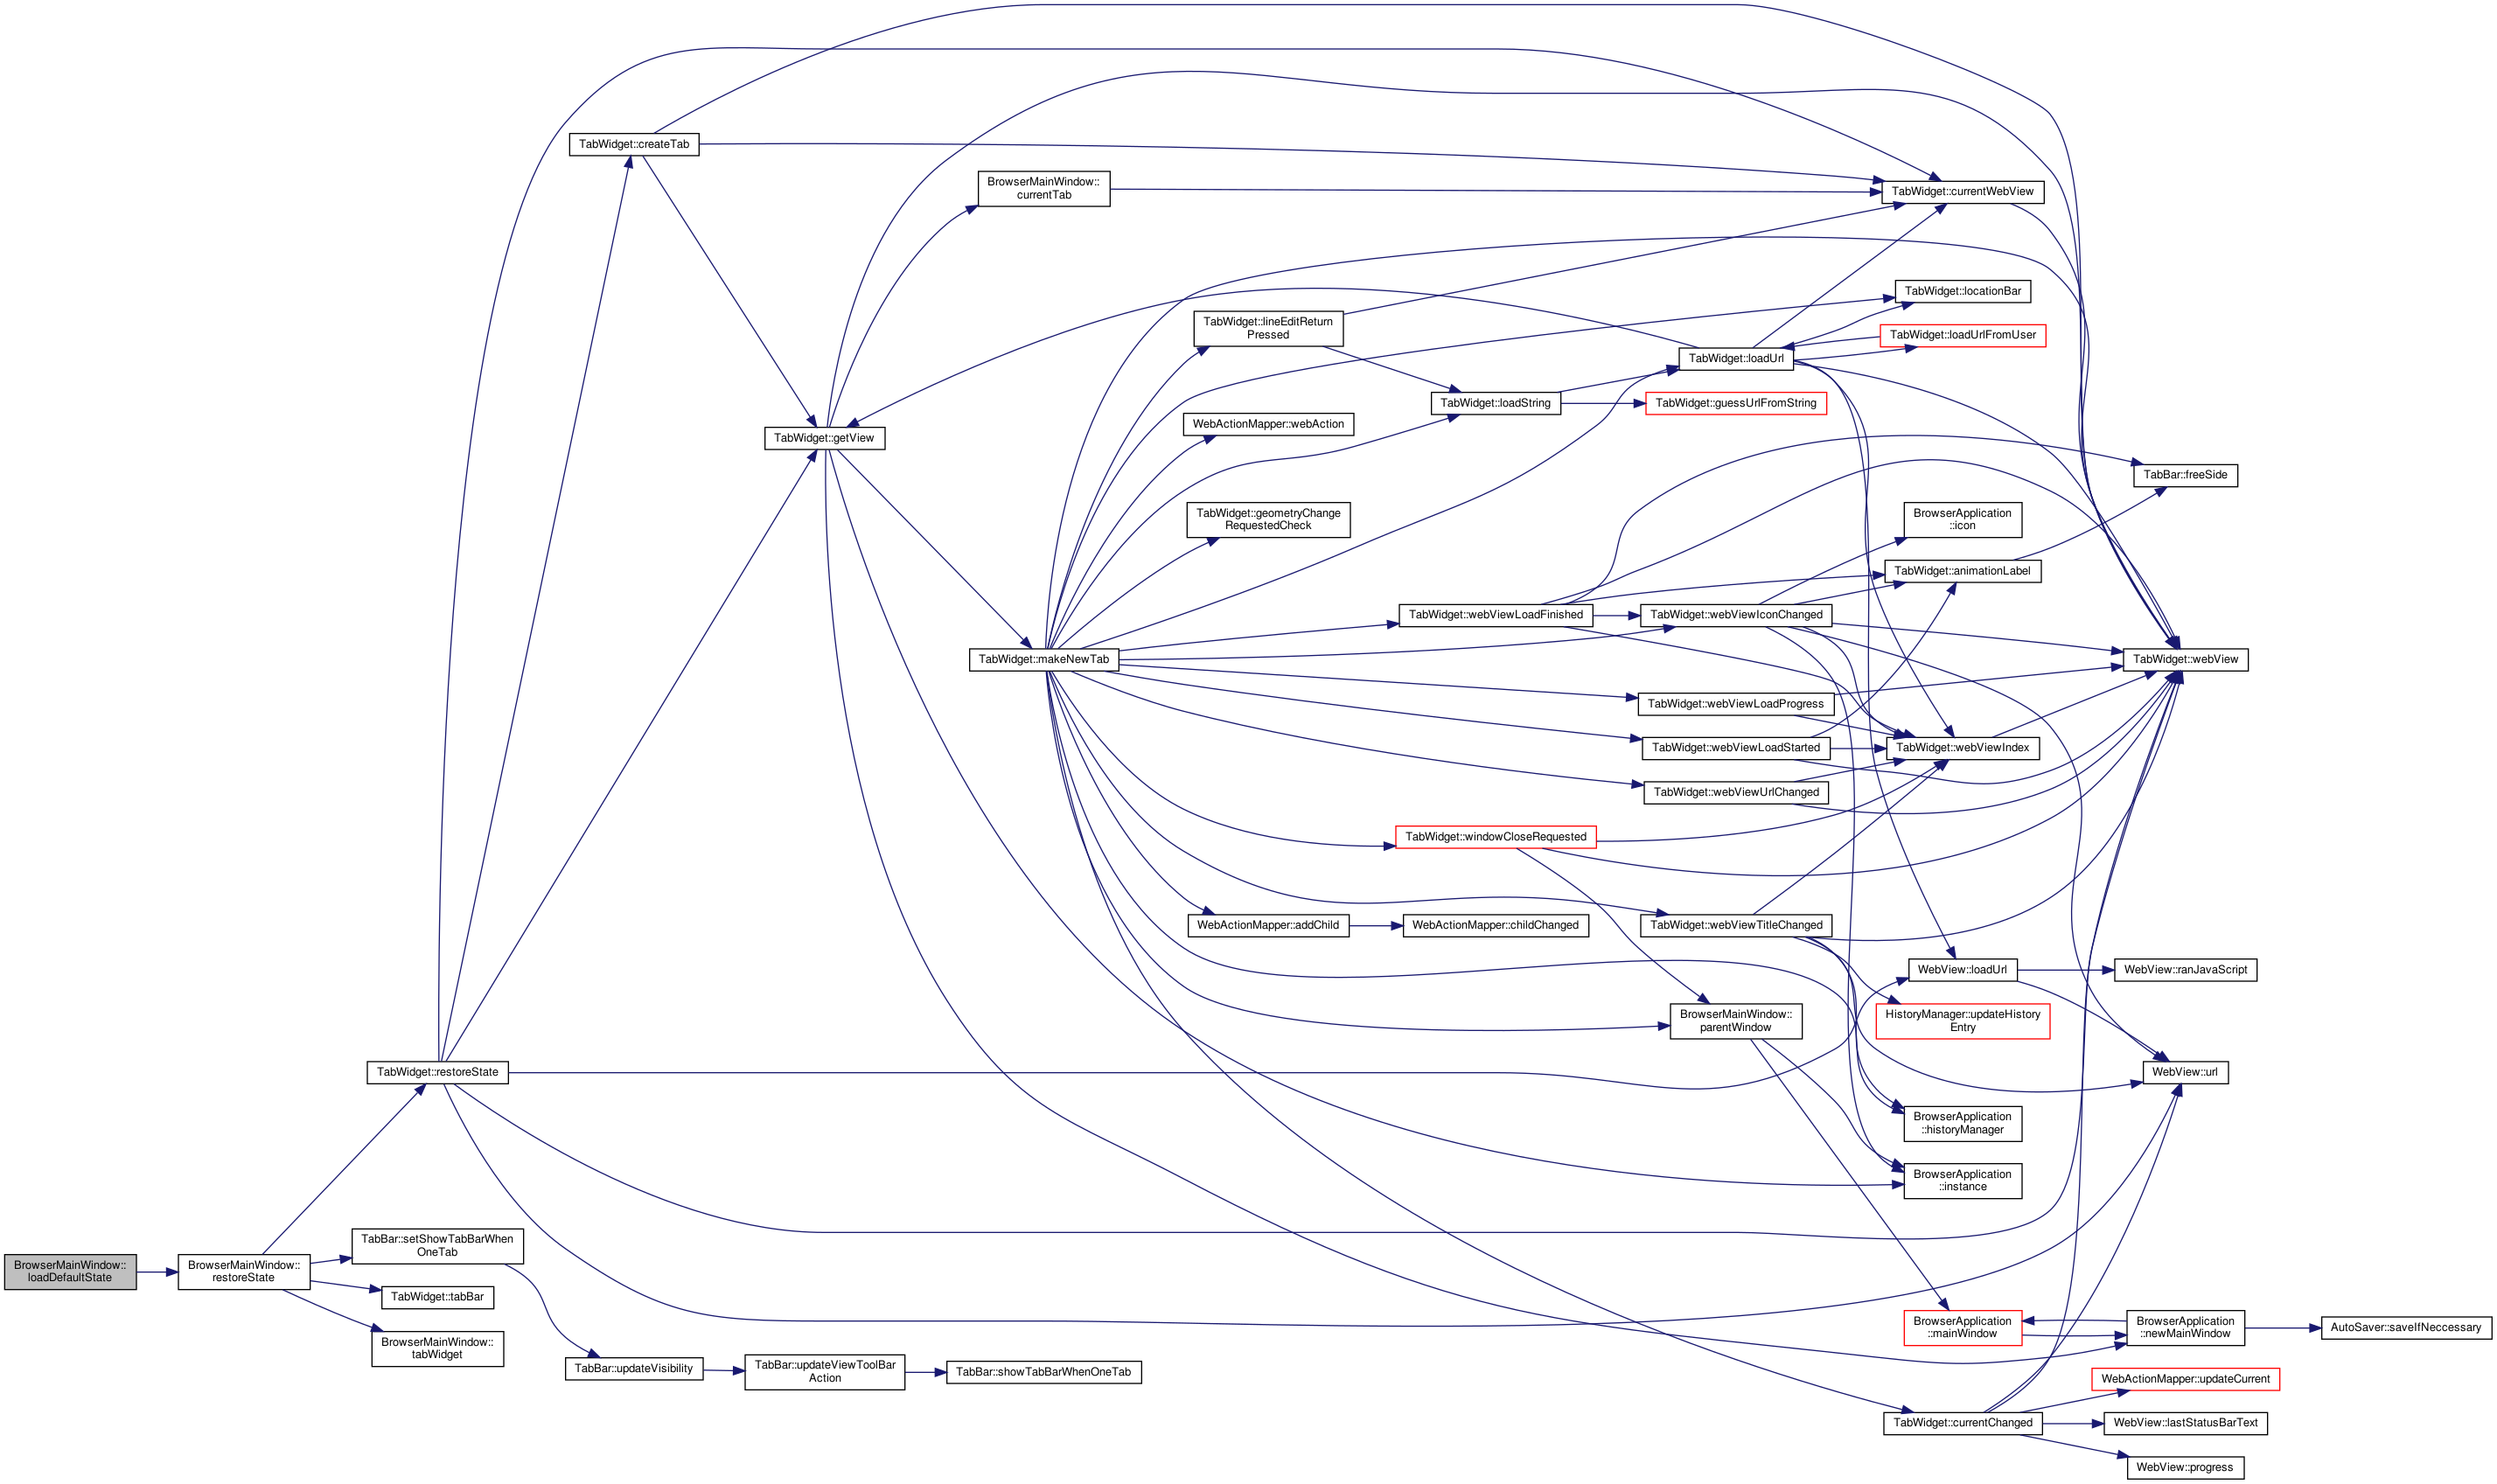 TabWidget::createTab
BrowserMainWindow::
currentTab
TabWidget::currentWebView
TabWidget::locationBar
TabWidget::lineEditReturn
Pressed
TabWidget::loadUrlFromUser
TabWidget::loadUrl
TabWidget::loadString
TabWidget::guessUrlFromString
WebActionMapper::webAction
TabWidget::getView
TabBar::freeSide
TabWidget::geometryChange
RequestedCheck
BrowserApplication
::icon
TabWidget::animationLabel
TabWidget::webViewLoadFinished
TabWidget::webViewIconChanged
TabWidget::makeNewTab
TabWidget::webView
TabWidget::webViewLoadProgress
TabWidget::webViewLoadStarted
TabWidget::webViewIndex
TabWidget::webViewUrlChanged
TabWidget::windowCloseRequested
WebActionMapper::addChild
WebActionMapper::childChanged
TabWidget::webViewTitleChanged
WebView::loadUrl
WebView::ranJavaScript
BrowserMainWindow::
parentWindow
HistoryManager::updateHistory
Entry
TabWidget::restoreState
WebView::url
BrowserApplication
::historyManager
BrowserApplication
::instance
BrowserMainWindow::
loadDefaultState
BrowserMainWindow::
restoreState
TabBar::setShowTabBarWhen
OneTab
TabWidget::tabBar
BrowserMainWindow::
tabWidget
TabBar::updateVisibility
TabBar::updateViewToolBar
Action
TabBar::showTabBarWhenOneTab
BrowserApplication
::mainWindow
BrowserApplication
::newMainWindow
AutoSaver::saveIfNeccessary
WebActionMapper::updateCurrent
TabWidget::currentChanged
WebView::lastStatusBarText
WebView::progress